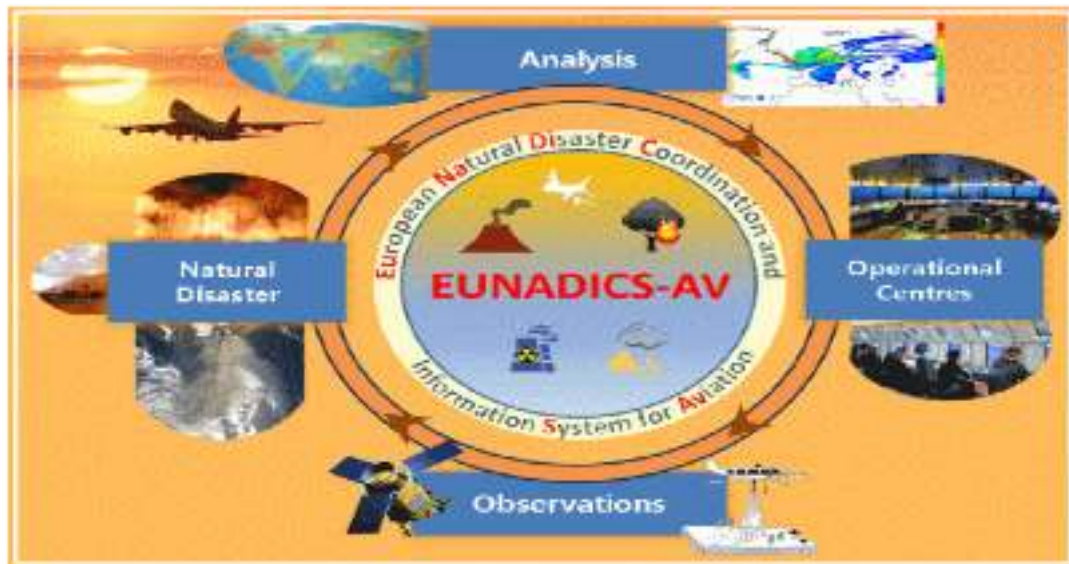 Analysis
European Natural Disaster Coordination and
Natural
Disaster
EUNADICS-AV
Operational
Centres
Information System for Aviation
Observations